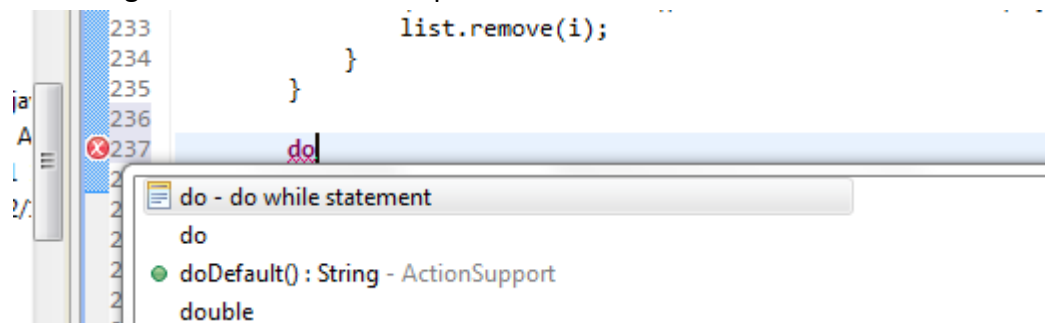 233 list.remove(i);
234 }
235 }
236
237 do
do - do while statement
do
doDefault() : String - ActionSupport
double